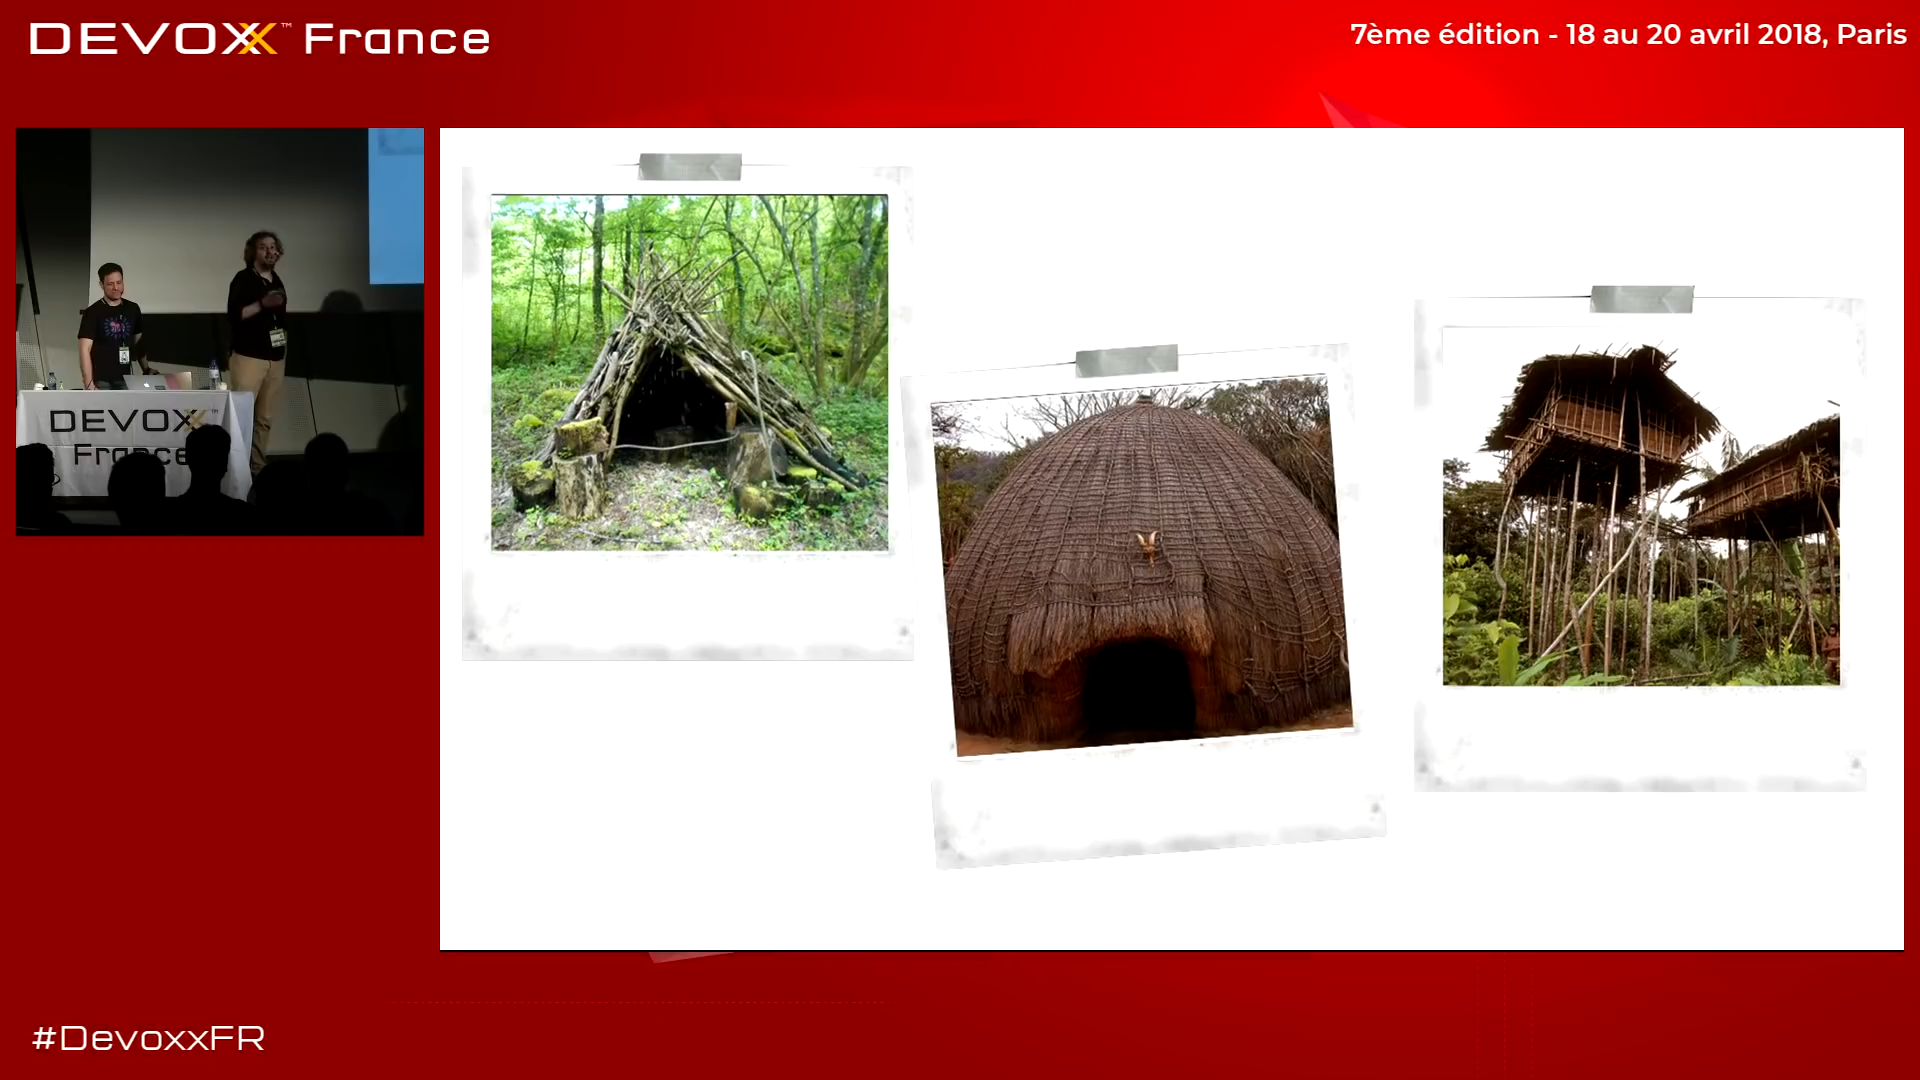 DEVOXX™ France
7ème édition - 18 au 20 avril 2018, Paris
DEVOXX™
France
#DevoxxFR